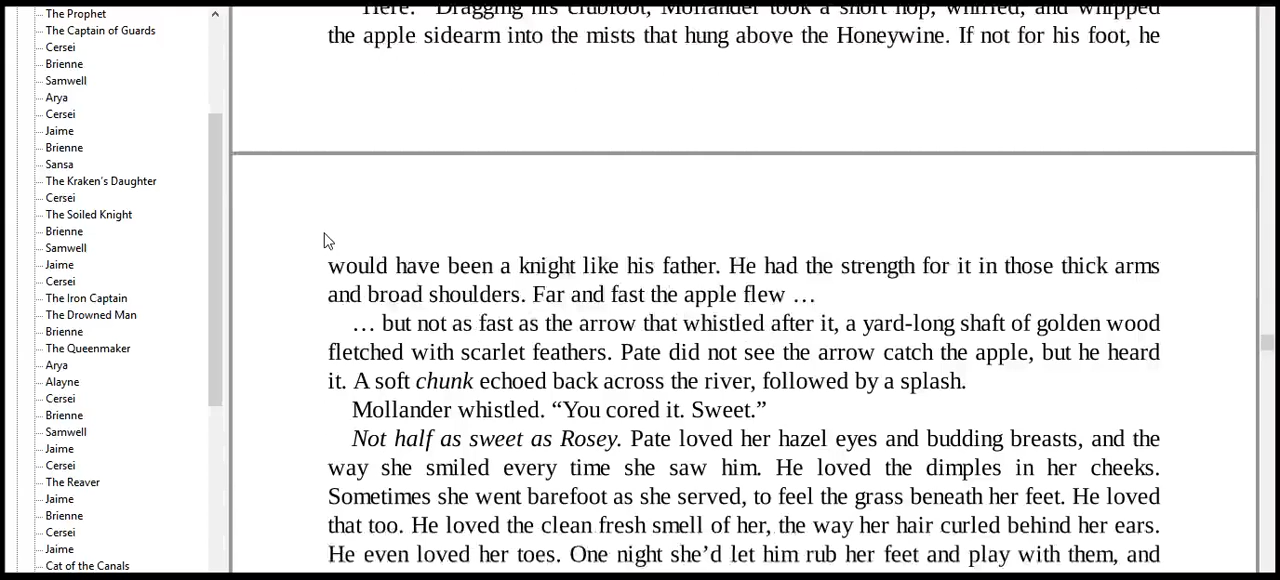 The Prophet
The Captain of Guards
Cersei
Brienne
Samwell
Arya
Cersei
Jaime
Brienne
Sansa
The Kraken's Daughter
Cersei
The Soiled Knight
Brienne
Samwell
Jaime
Cersei
The Iron Captain
The Drowned Man
Brienne
The Queenmaker
Arya
Alayne
Cersei
Brienne
Samwell
Jaime
Cersei
The Reaver
Jaime
Brienne
Cersei
Jaime
Cat of the Canals
“Here.” Dragging his clubfoot, Mollander took a short hop, whirled, and whipped
the apple sidearm into the mists that hung above the Honeywine. If not for his foot, he
would have been a knight like his father. He had the strength for it in those thick arms
and broad shoulders. Far and fast the apple flew …
… but not as fast as the arrow that whistled after it, a yard-long shaft of golden wood
fletched with scarlet feathers. Pate did not see the arrow catch the apple, but he heard
it. A soft chunk echoed back across the river, followed by a splash.
Mollander whistled. “You cored it. Sweet.”
Not half as sweet as Rosey. Pate loved her hazel eyes and budding breasts, and the
way she smiled every time she saw him. He loved the dimples in her cheeks.
Sometimes she went barefoot as she served, to feel the grass beneath her feet. He loved
that too. He loved the clean fresh smell of her, the way her hair curled behind her ears.
He even loved her toes. One night she’d let him rub her feet and play with them, and